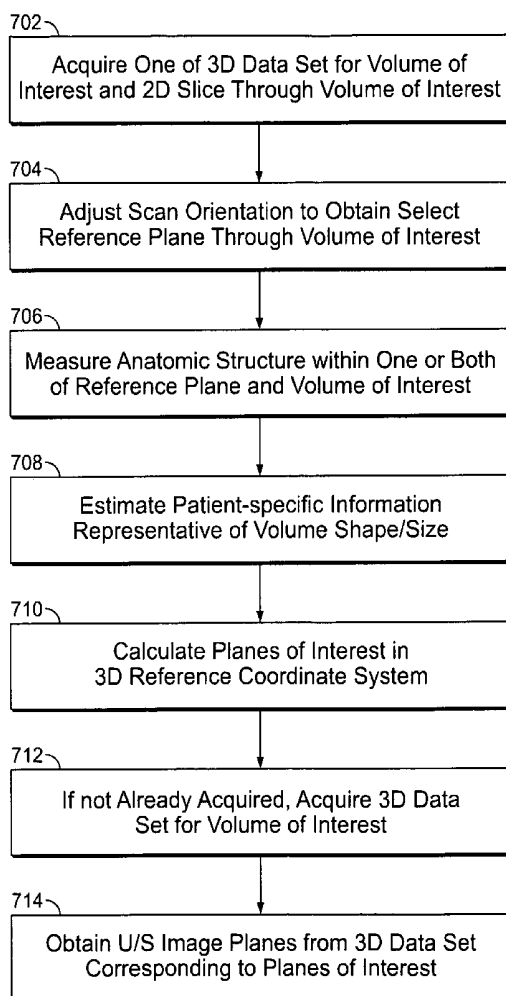 702
Acquire One of 3D Data Set for Volume of
Interest and 2D Slice Through Volume of Interest
704
Adjust Scan Orientation to Obtain Select
Reference Plane Through Volume of Interest
706
Measure Anatomic Structure within One or Both
of Reference Plane and Volume of Interest
708
Estimate Patient-specific Information
Representative of Volume Shape/Size
710
Calculate Planes of Interest in
3D Reference Coordinate System
712
If not Already Acquired, Acquire 3D Data
Set for Volume of Interest
714
Obtain U/S Image Planes from 3D Data Set
Corresponding to Planes of Interest